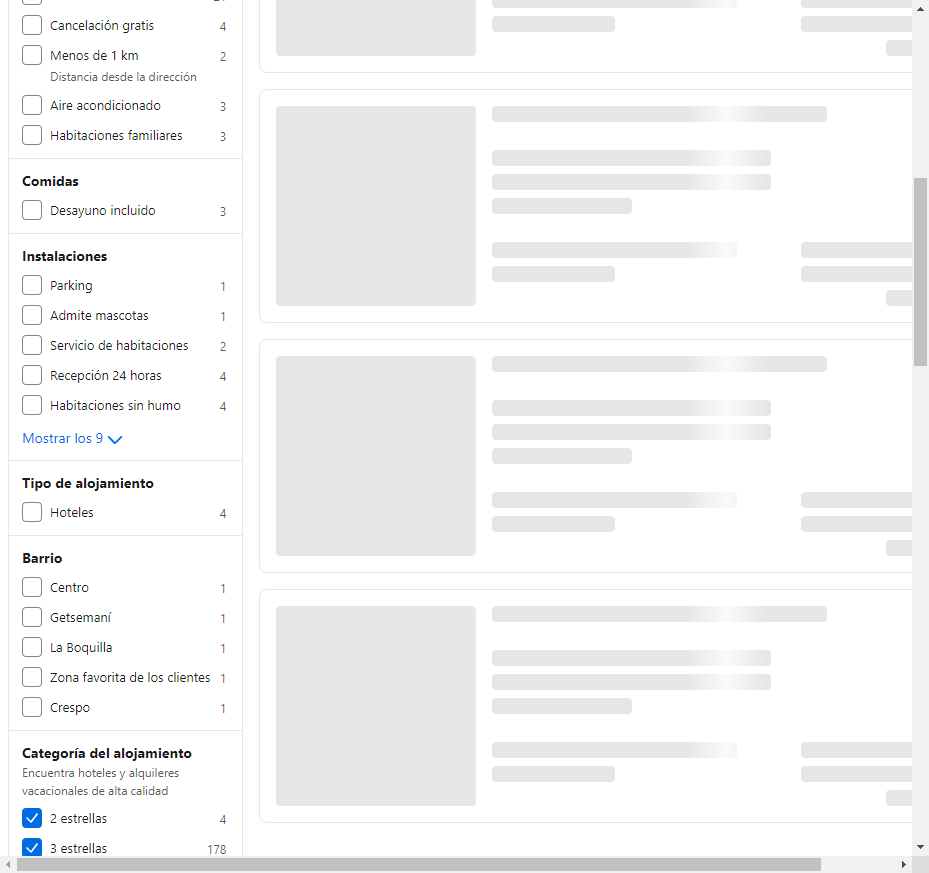 Cancelación gratis 4
Menos de 1 km 2
Distancia desde la dirección
Aire acondicionado 3
Habitaciones familiares 3
Comidas
Desayuno incluido 3
Instalaciones
Parking 1
Admite mascotas 1
Servicio de habitaciones 2
Recepción 24 horas 4
Habitaciones sin humo 4
Mostrar los 9
Tipo de alojamiento
Hoteles 4
Barrio
Centro 1
Getsemaní 1
La Boquilla 1
Zona favorita de los clientes 1
Crespo 1
Categoría del alojamiento
Encuentra hoteles y alquileres
vacacionales de alta calidad
2 estrellas 4
3 estrellas 178